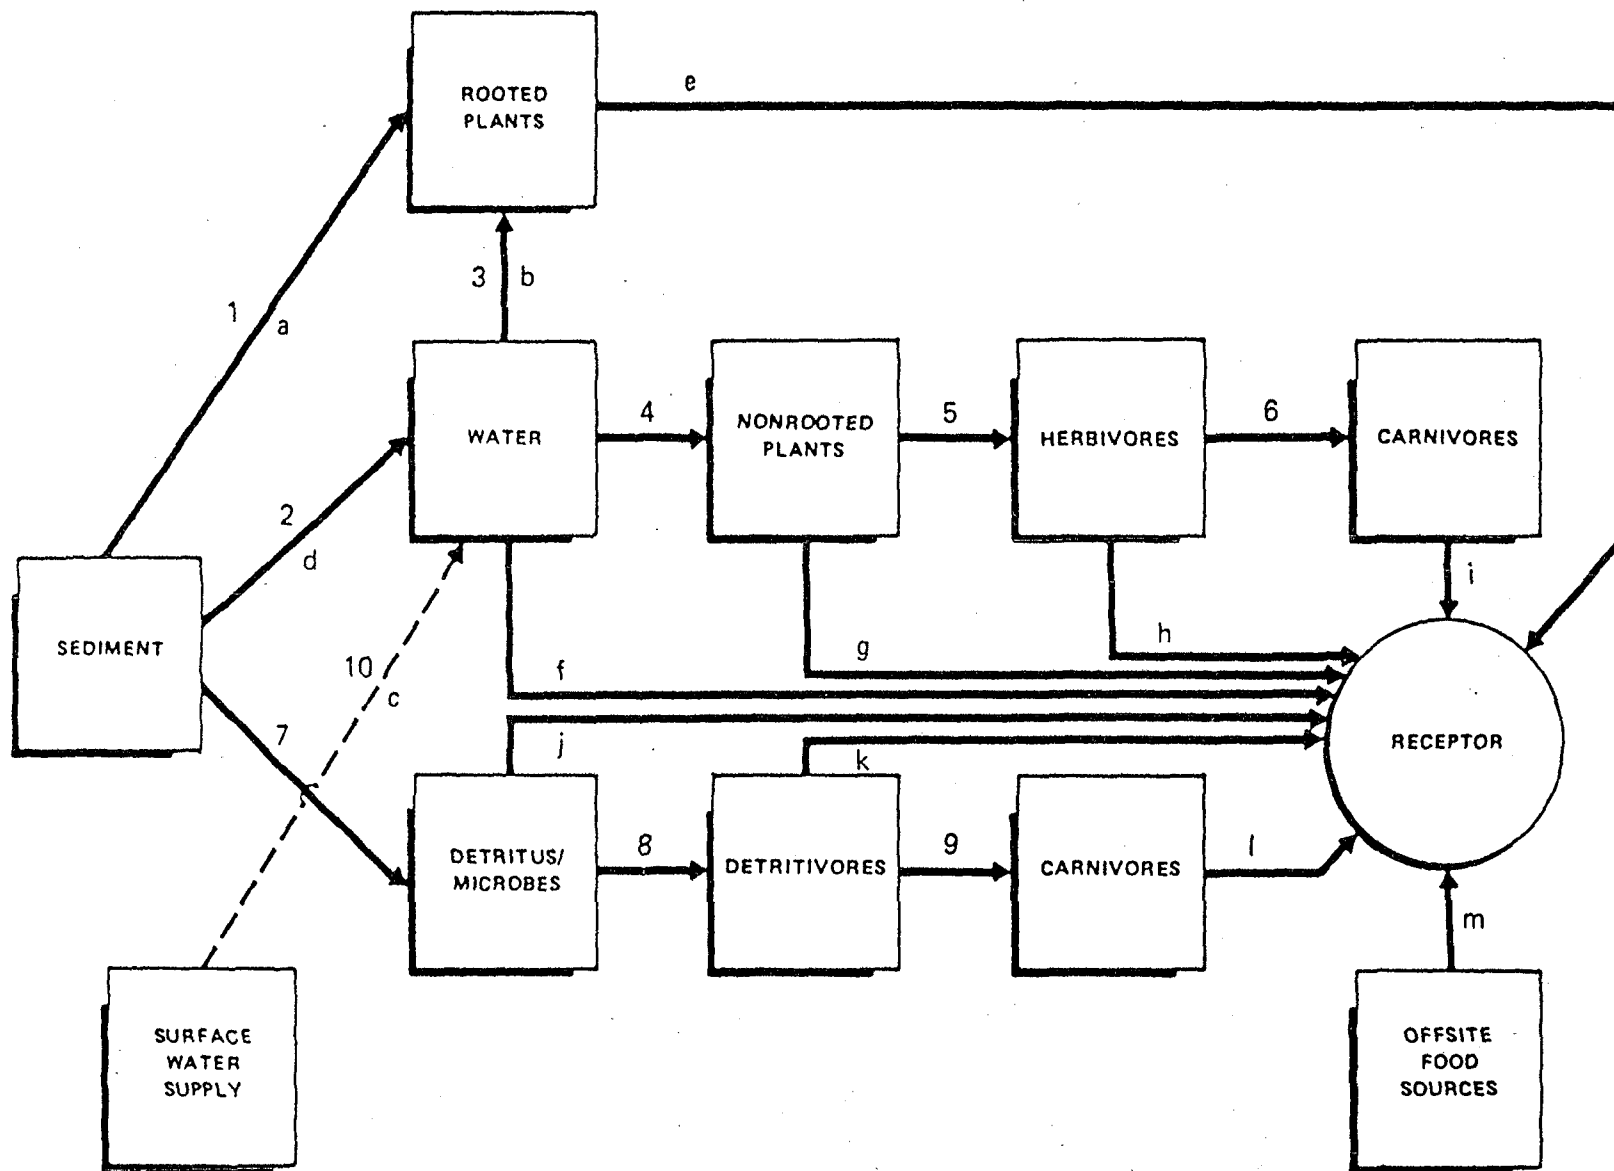 ROOTED
PLANTS
e
3 b
1
a
WATER
4
NONROOTED
PLANTS
5
HERBIVORES
6
CARNIVORES
2
d
SEDIMENT
10
c
7
f
g
h
i
j
k
RECEPTOR
DETRITUS/
MICROBES
8
DETRITIVORES
9
CARNIVORES
l
m
SURFACE
WATER
SUPPLY
OFFSITE
FOOD
SOURCES